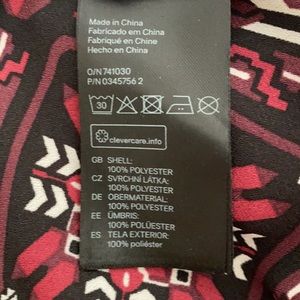 Made in China
Fabricado em China
Fabriqué en Chine
Hecho en China
O/N 741030
P/N 0345756 2
30
clevercare.info
GB SHELL:
100% POLYESTER
CZ SVRCHNÍ LÁTKA:
100% POLYESTER
DE OBERMATERIAL:
100% POLYESTER
EE ÜMBRIS:
100% POLÜESTER
ES TELA EXTERIOR:
100% poliéster